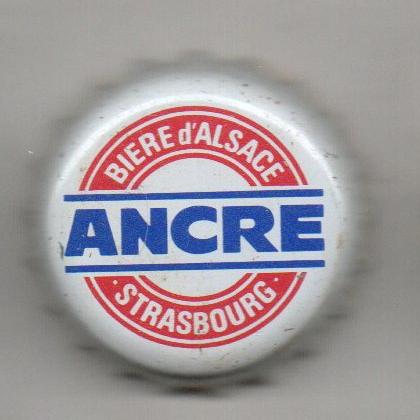 BIERE d'ALSACE
ANCRE
· STRASBOURG ·